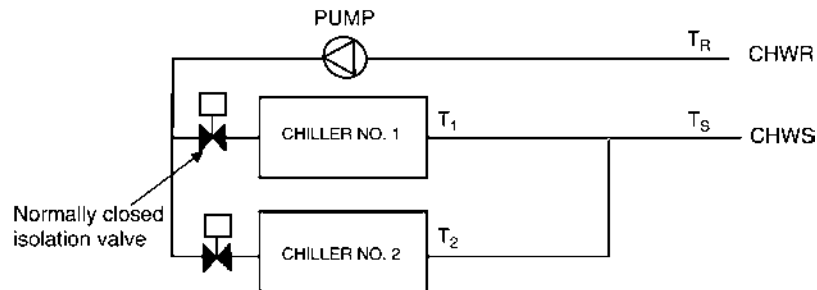 PUMP
T_R
CHWR
CHILLER NO. 1
T_1
T_S
CHWS
Normally closed
isolation valve
CHILLER NO. 2
T_2